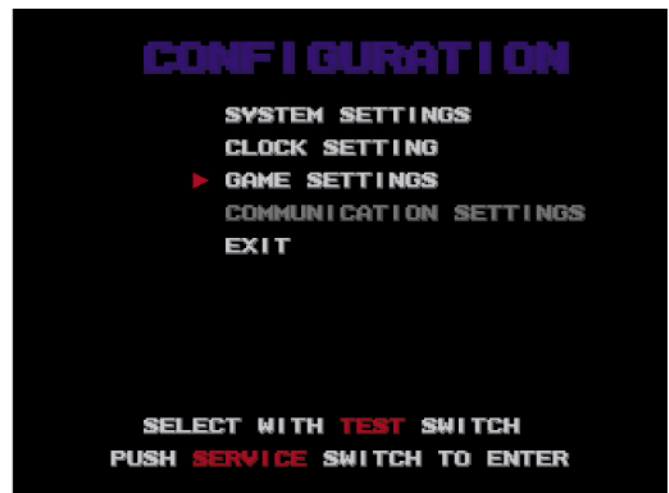 CONFIGURATION
SYSTEM SETTINGS
CLOCK SETTING
GAME SETTINGS
COMMUNICATION SETTINGS
EXIT
SELECT WITH TEST SWITCH
PUSH SERVICE SWITCH TO ENTER